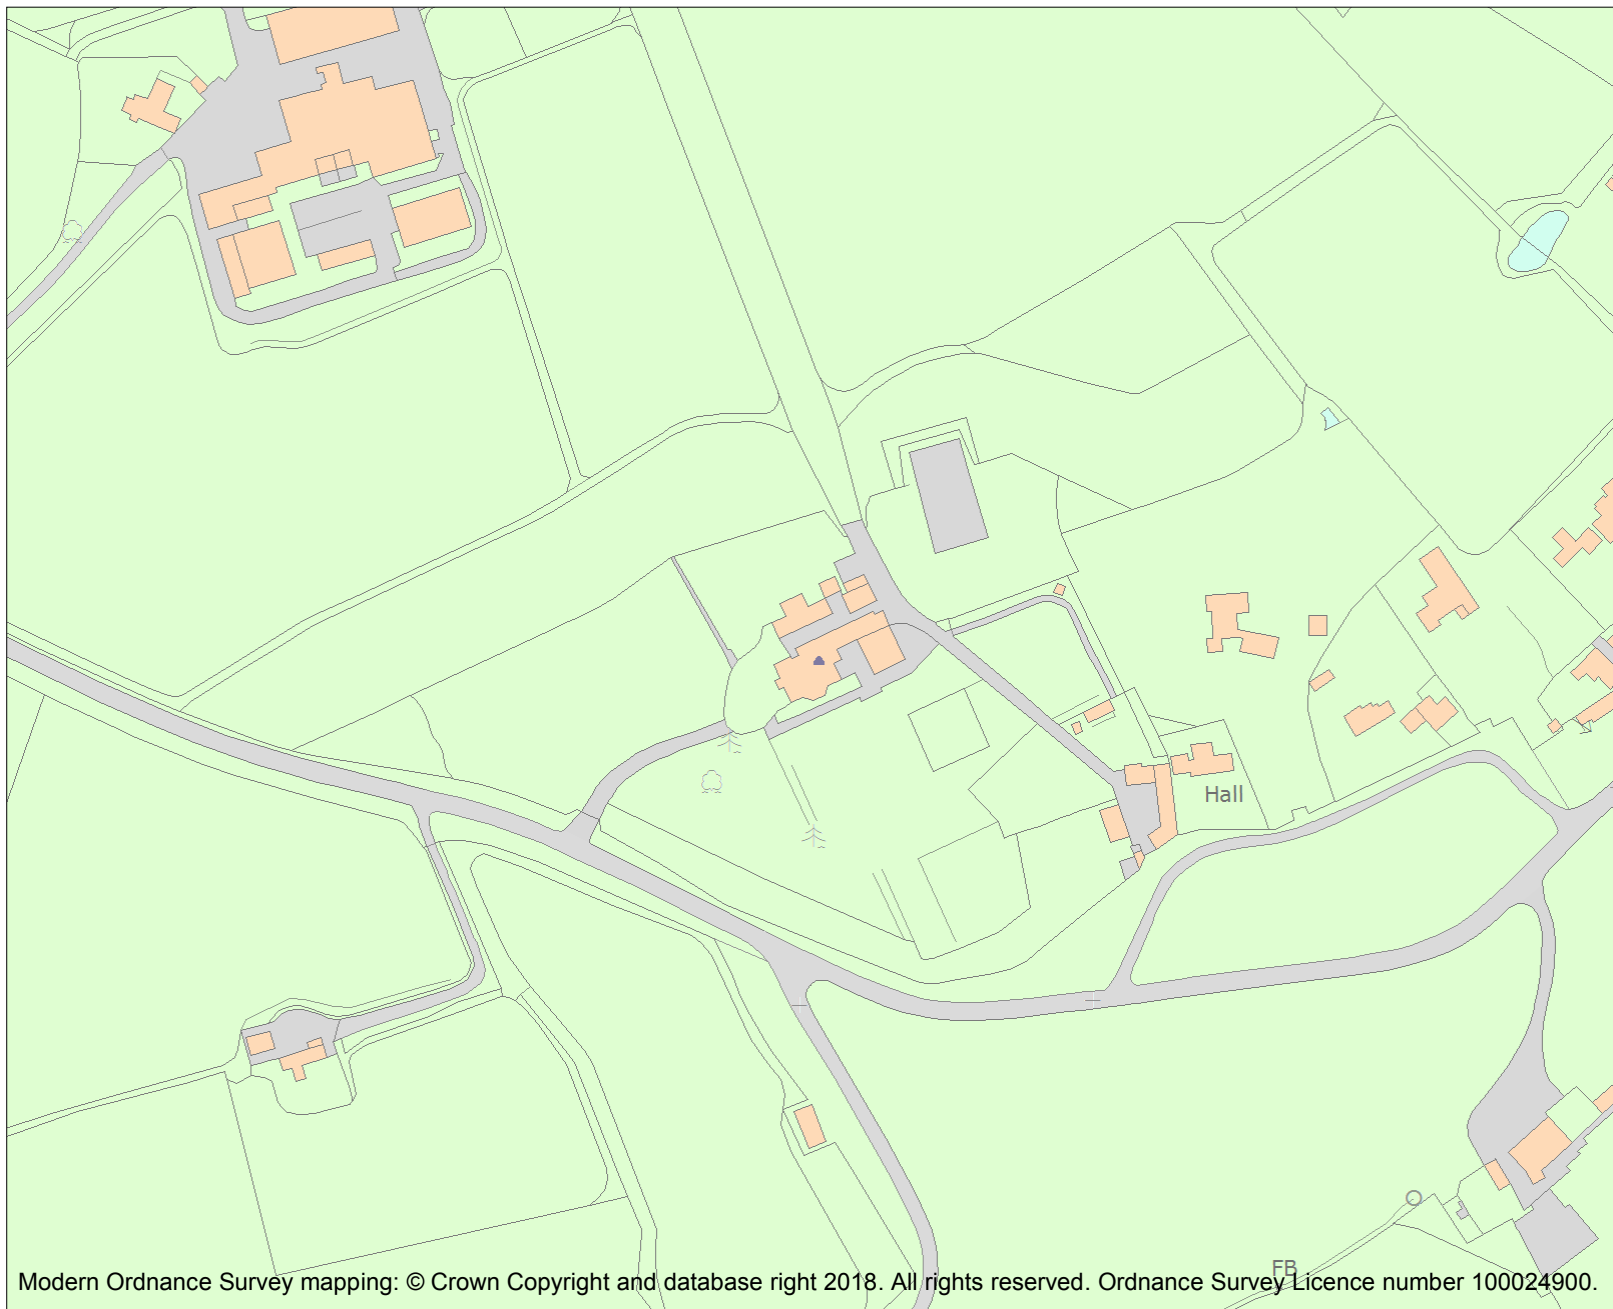 Hall
FB
Modern Ordnance Survey mapping: © Crown Copyright and database right 2018. All rights reserved. Ordnance Survey Licence number 100024900.